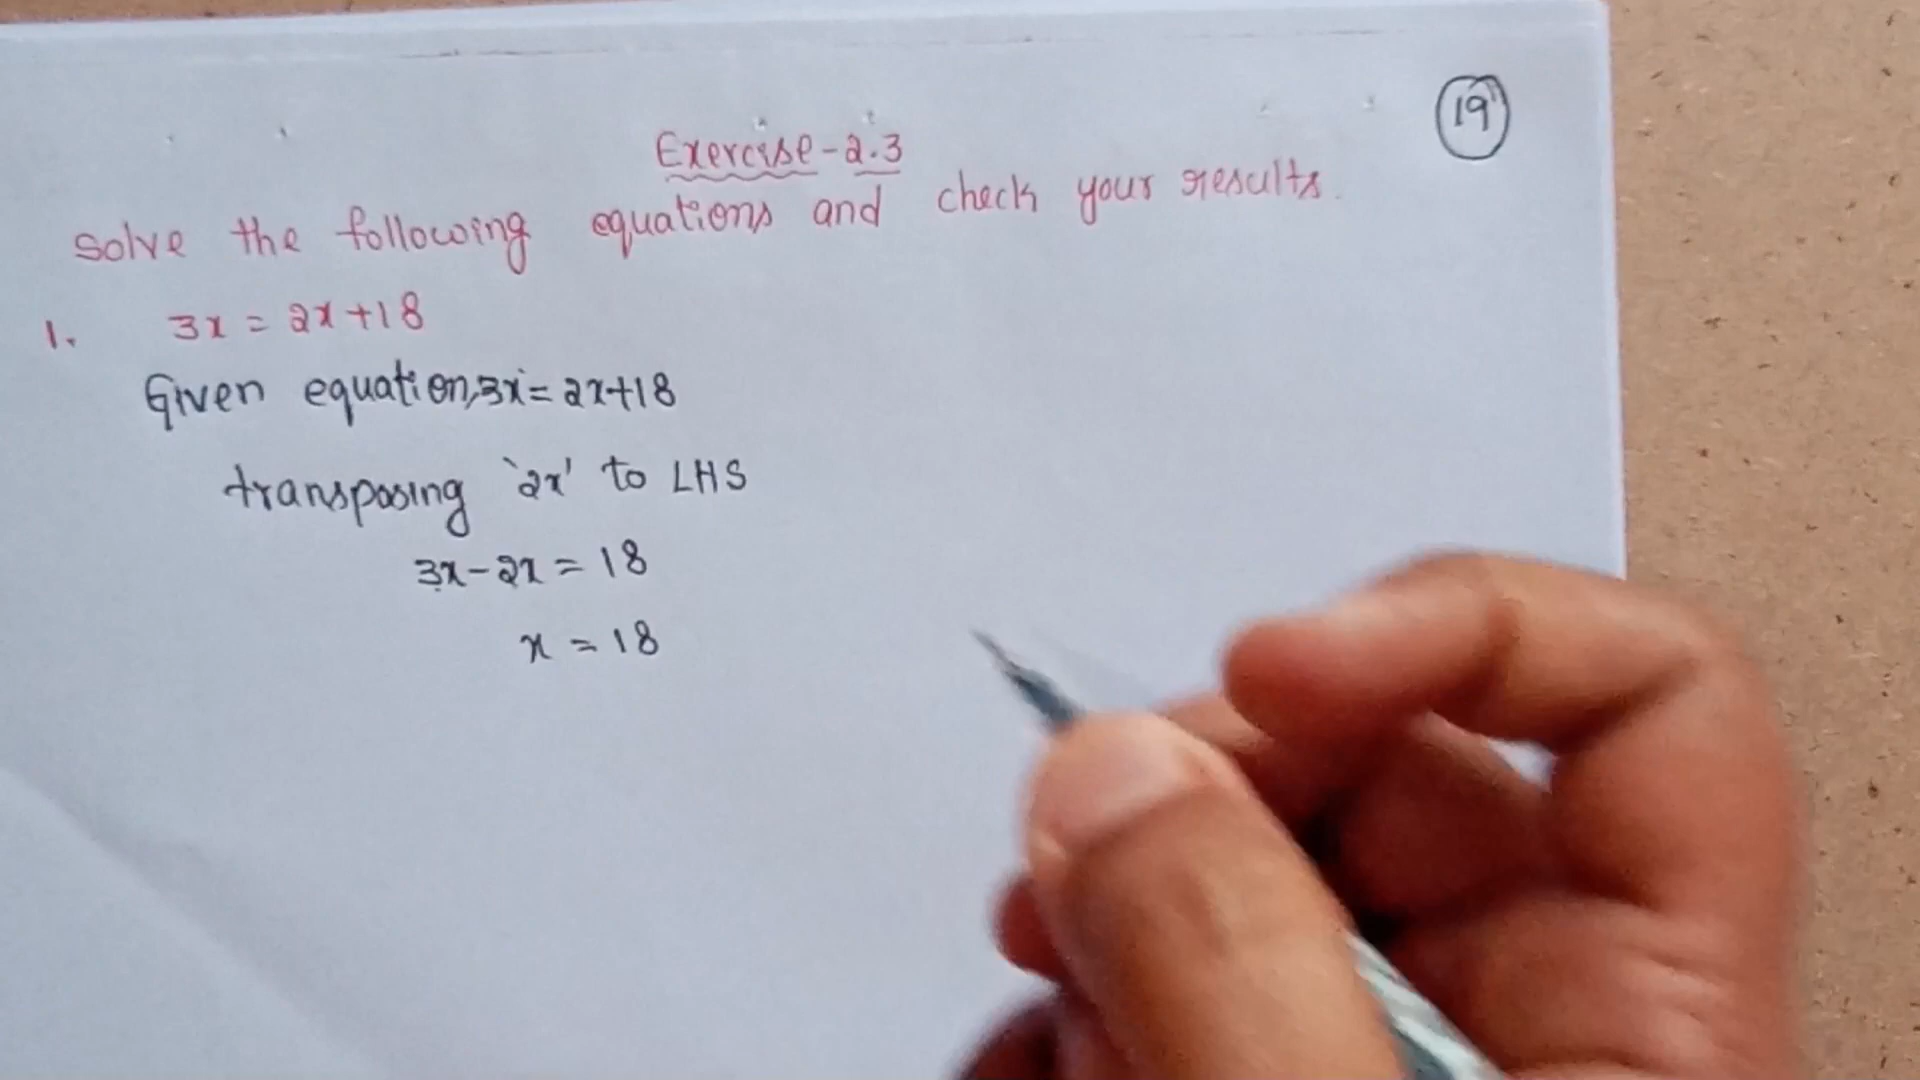 19
Exercise-2.3
solve the following equations and check your results.
1. 3x = 2x+18
Given equation, 3x = 2x+18
transposing '2x' to LHS
3x-2x = 18
x = 18